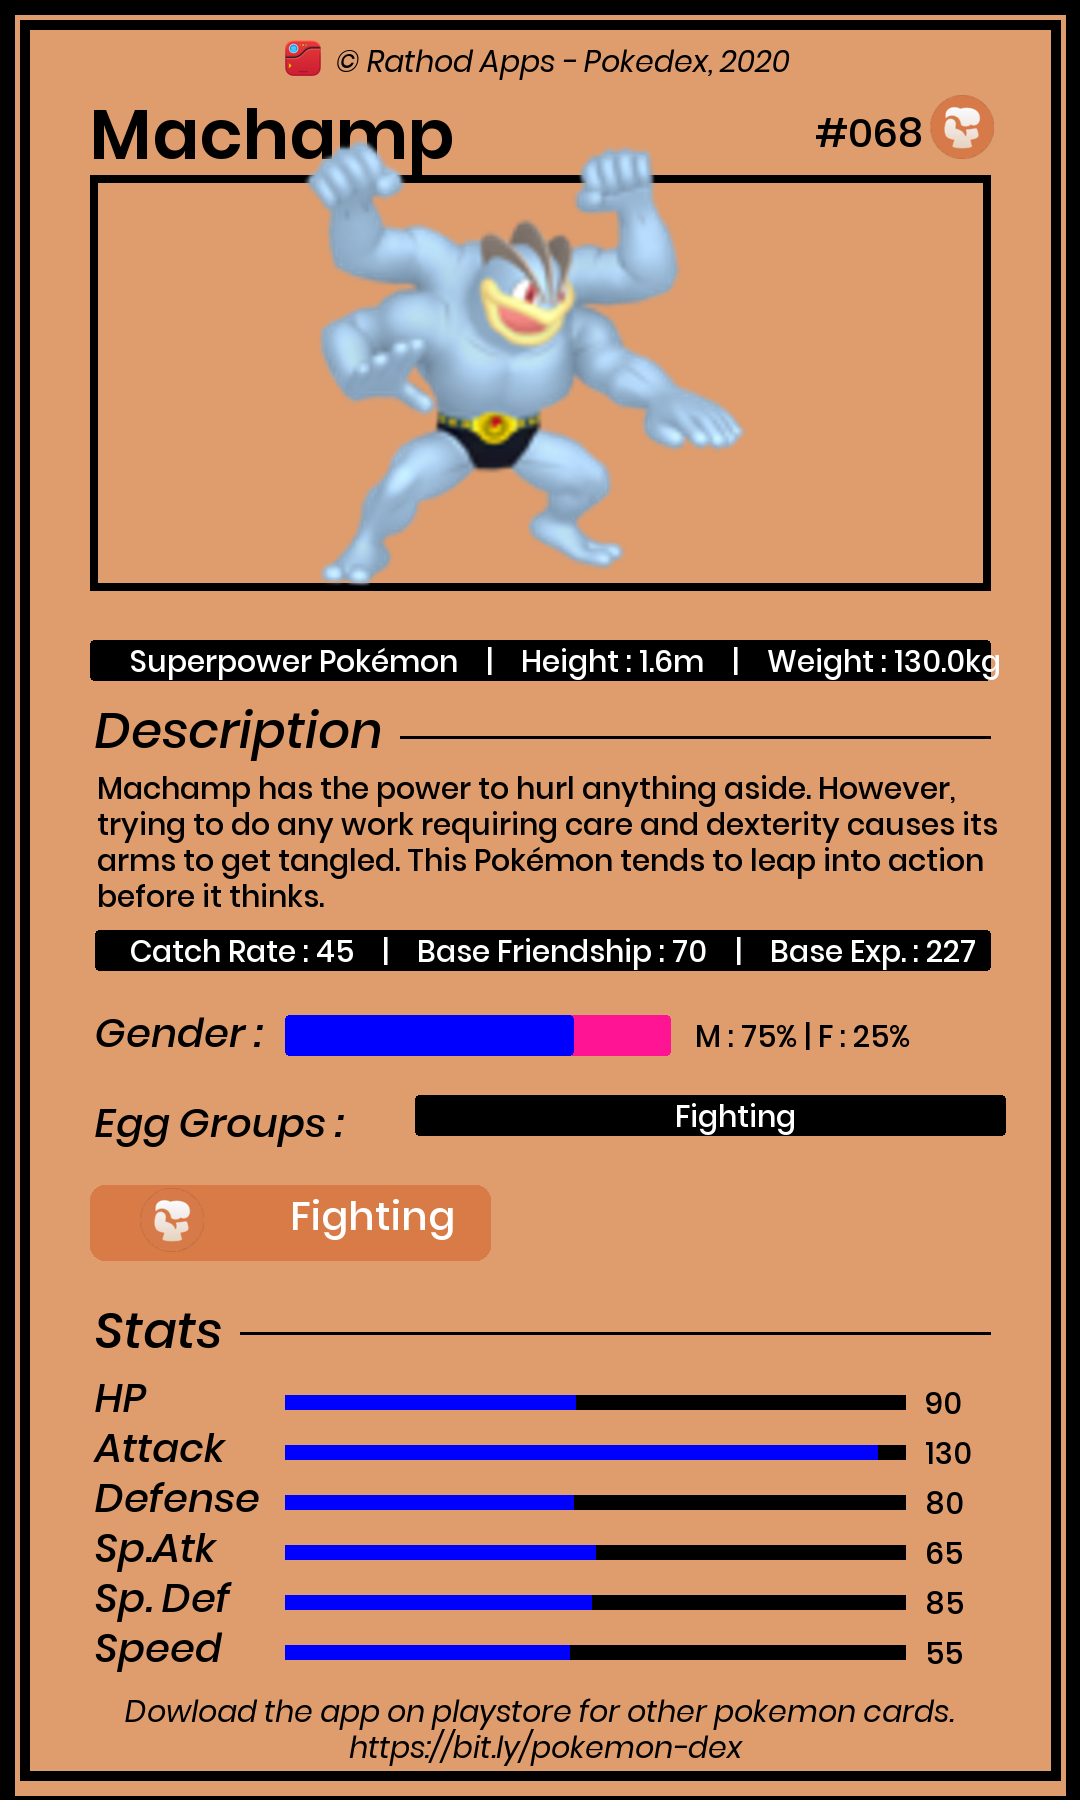 © Rathod Apps - Pokedex, 2020
Machamp
#068
Superpower Pokémon | Height : 1.6m | Weight : 130.0kg
Description
Machamp has the power to hurl anything aside. However,
trying to do any work requiring care and dexterity causes its
arms to get tangled. This Pokémon tends to leap into action
before it thinks.
Catch Rate : 45 | Base Friendship : 70 | Base Exp. : 227
Gender : M : 75% | F : 25%
Egg Groups : Fighting
Fighting
Stats
HP 90
Attack 130
Defense 80
Sp.Atk 65
Sp. Def 85
Speed 55
Dowload the app on playstore for other pokemon cards.
https://bit.ly/pokemon-dex